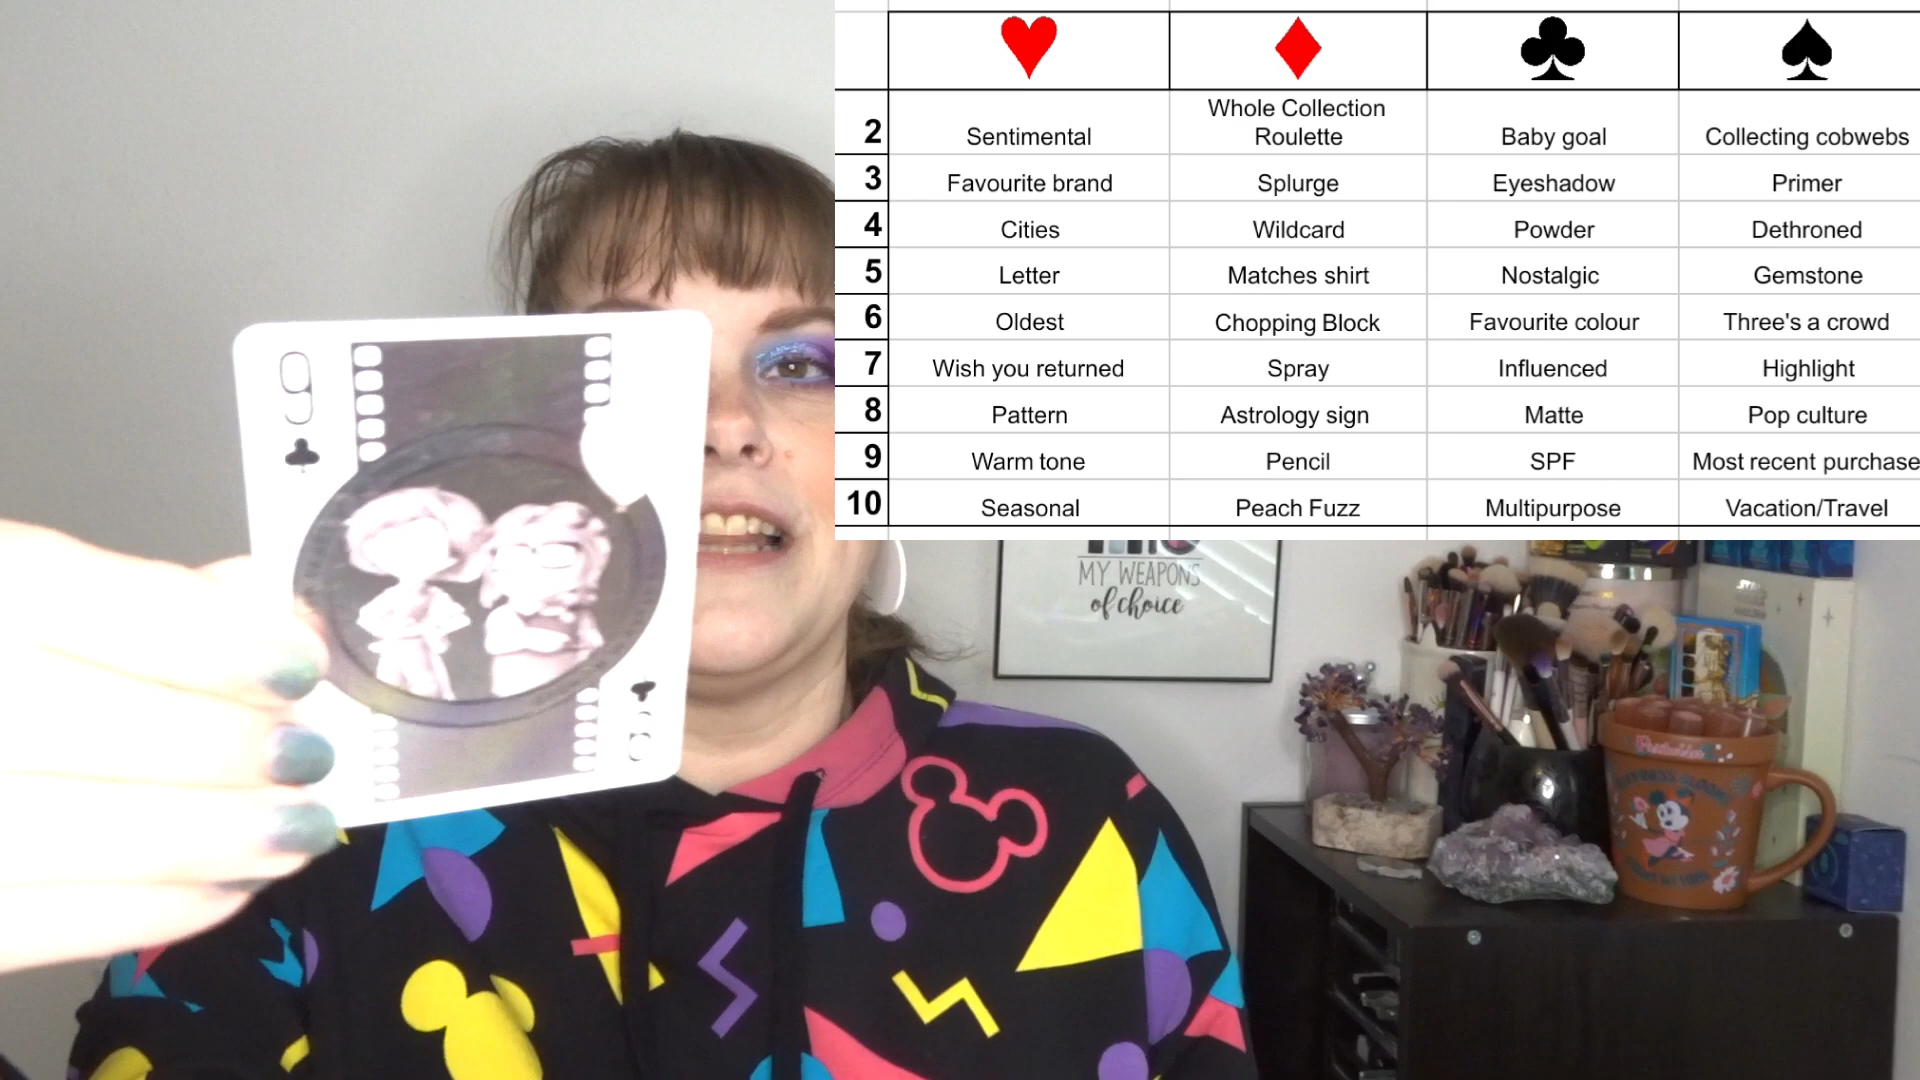 ♥ ♦ ♣ ♠
2 Sentimental Whole Collection Roulette Baby goal Collecting cobwebs
3 Favourite brand Splurge Eyeshadow Primer
4 Cities Wildcard Powder Dethroned
5 Letter Matches shirt Nostalgic Gemstone
6 Oldest Chopping Block Favourite colour Three's a crowd
7 Wish you returned Spray Influenced Highlight
8 Pattern Astrology sign Matte Pop culture
9 Warm tone Pencil SPF Most recent purchase
10 Seasonal Peach Fuzz Multipurpose Vacation/Travel
9
♣
♣
9
MY WEAPONS
of choice